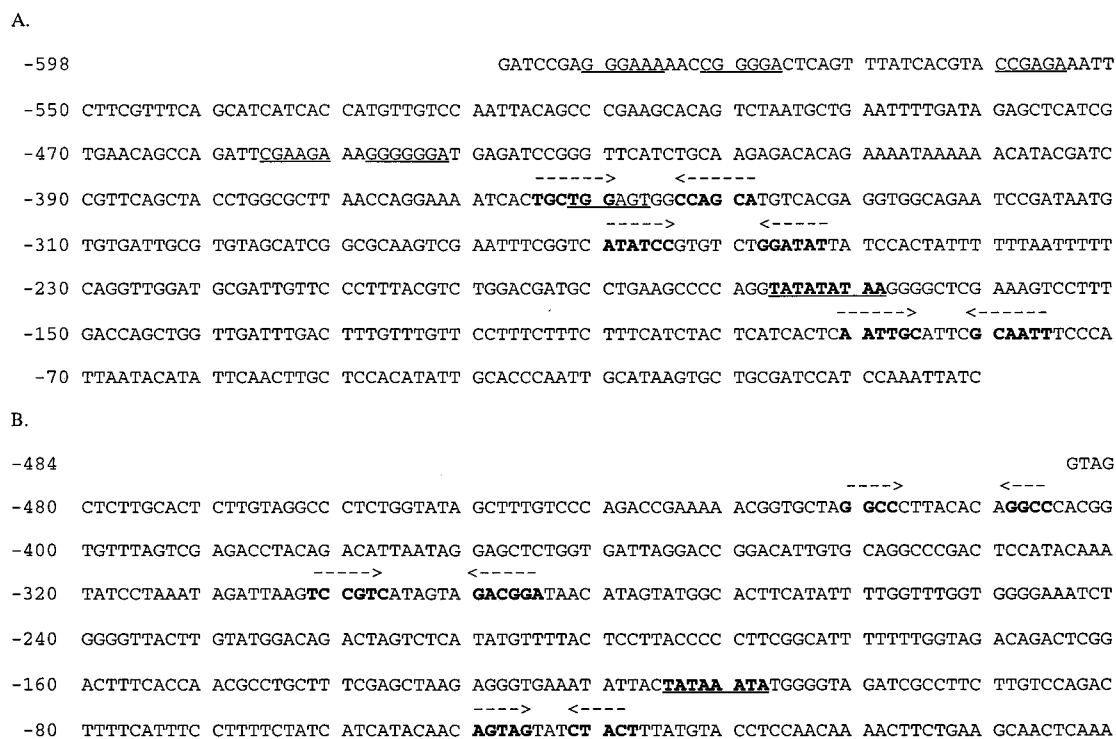 A.
-598 GATCCGAG GGAAAAACCG GGGACTCAGT TTATCACGTA CCGAGAAATT
-550 CTTCGTTTCA GCATCATCAC CATGTTGTCC AATTACAGCC CGAAGCACAG TCTAATGCTG AATTTTGATA GAGCTCATCG
-470 TGAACAGCCA GATTCGAAGA AAGGGGGGAT GAGATCCGGG TTCATCTGCA AGAGACACAG AAAATAAAAA ACATACGATC
-----> <-----
-390 CGTTCAGCTA CCTGGCGCTT AACCAGGAAA ATCACTGCTG GGAGTGGCCAG CATGTCACGA GGTGGCAGAA TCCGATAATG
-----> <-----
-310 TGTGATTGCG TGTAGCATCG GCGCAAGTCG AATTTCGGTC ATATCCGTGT CTGGATATTA TCCACTATTT TTTAATTTTT
-230 CAGGTTGGAT GCGATTGTTC CCTTTACGTC TGGACGATGC CTGAAGCCCC AGGTATATAT AAGGGGCTCG AAAGTCCTTT
------> <------
-150 GACCAGCTGG TTGATTTGAC TTTGTTTGTT CCTTTCTTTC TTTCATCTAC TCATCACTCA AATTGCATTC GCAATTTCCCA
-70 TTAATACATA TTCAACTTGC TCCACATATT GCACCCAATT GCATAAGTGC TGCGATCCAT CCAAATTATC
B.
-484 GTAG
----> <---
-480 CTCTTGCACT CTTGTAGGCC CTCTGGTATA GCTTTGTCCC AGACCGAAAA ACGGTGCTAG GCCCTTACAC AGGCCCACGG
-400 TGTTTAGTCG AGACCTACAG ACATTAATAG GAGCTCTGGT GATTAGGACC GGACATTGTG CAGGCCCGAC TCCATACAAA
-----> <-----
-320 TATCCTAAAT AGATTAAGTC CGTCATAGTA GACGGATAAC ATAGTATGGC ACTTCATATT TTGGTTTGGT GGGGAAATCT
-240 GGGGTTACTT GTATGGACAG ACTAGTCTCA TATGTTTTAC TCCTTACCCC CTTCGGCATT TTTTTGGTAG ACAGACTCGG
-160 ACTTTCACCA ACGCCTGCTT TCGAGCTAAG AGGGTGAAAT ATTACTATAA ATATGGGGTA GATCGCCTTC TTGTCCAGAC
----> <----
-80 TTTTCATTTC CTTTTCTATC ATCATACAAC AGTAGTATCT ACTTTATGTA CCTCCAACAA AACTTCTGAA GCAACTCAAA